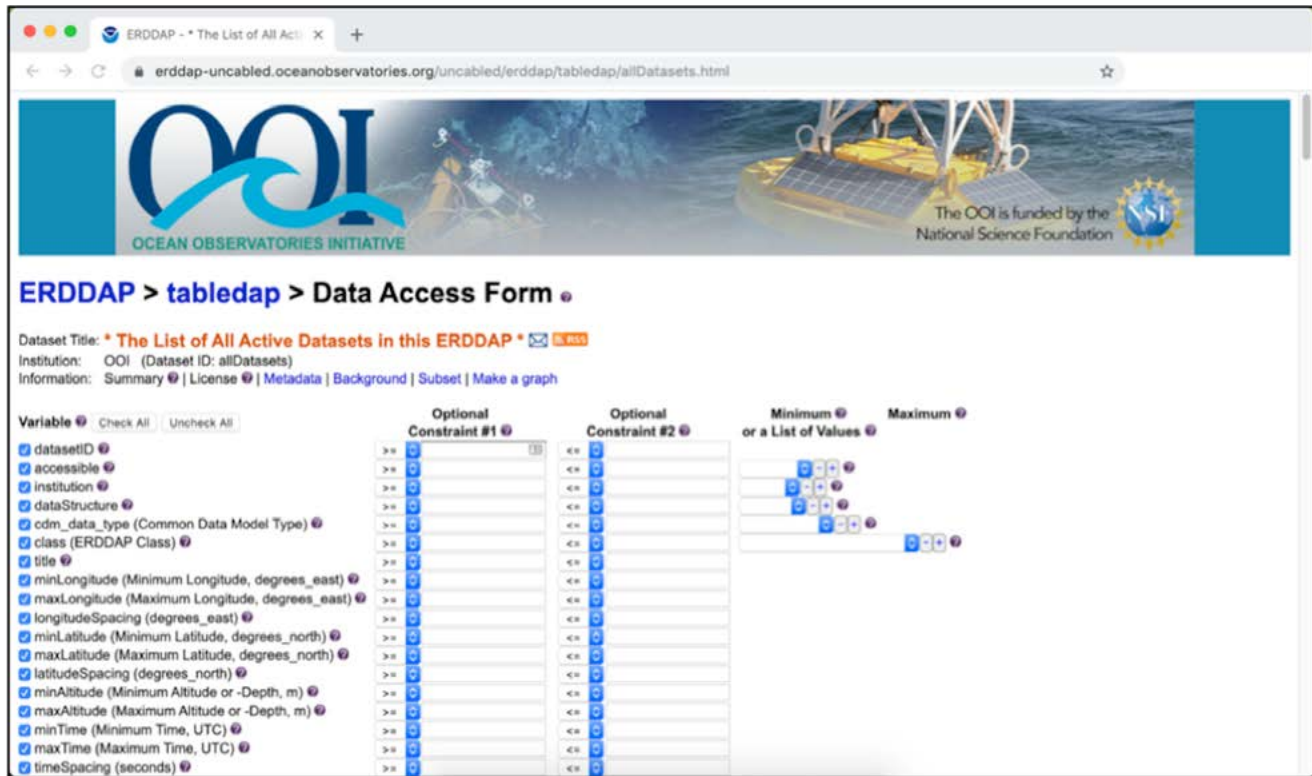 ERDDAP - * The List of All Acti
erddap-uncabled.oceanobservatories.org/uncabled/erddap/tabledap/allDatasets.html
OOI
OCEAN OBSERVATORIES INITIATIVE
The OOI is funded by the
National Science Foundation
NSF
ERDDAP > tabledap > Data Access Form
Dataset Title: * The List of All Active Datasets in this ERDDAP * RSS
Institution: OOI (Dataset ID: allDatasets)
Information: Summary | License | Metadata | Background | Subset | Make a graph
Variable Check All Uncheck All Optional Constraint #1 Optional Constraint #2 Minimum or a List of Values Maximum
datasetID >= <=
accessible >= <= - +
institution >= <= - +
dataStructure >= <= - +
cdm_data_type (Common Data Model Type) >= <= - +
class (ERDDAP Class) >= <= - +
title >= <=
minLongitude (Minimum Longitude, degrees_east) >= <=
maxLongitude (Maximum Longitude, degrees_east) >= <=
longitudeSpacing (degrees_east) >= <=
minLatitude (Minimum Latitude, degrees_north) >= <=
maxLatitude (Maximum Latitude, degrees_north) >= <=
latitudeSpacing (degrees_north) >= <=
minAltitude (Minimum Altitude or -Depth, m) >= <=
maxAltitude (Maximum Altitude or -Depth, m) >= <=
minTime (Minimum Time, UTC) >= <=
maxTime (Maximum Time, UTC) >= <=
timeSpacing (seconds) >= <=